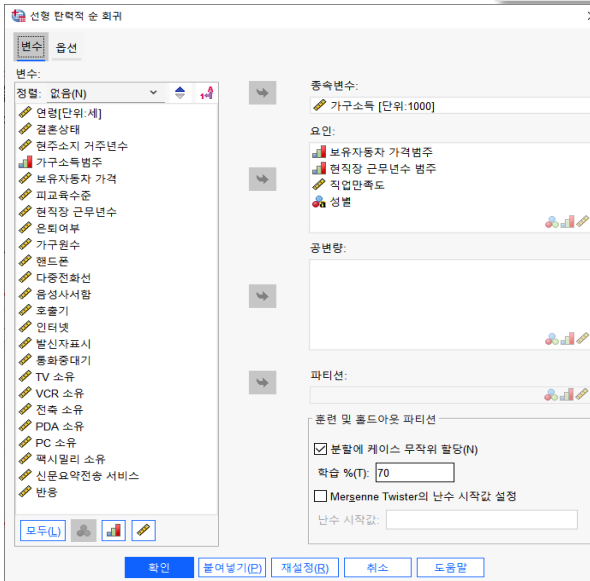 선형 탄력적 순 회귀
변수 옵션
변수:
정렬: 없음(N)
연령[단위:세]
결혼상태
현주소지 거주년수
가구소득범주
보유자동차 가격
피교육수준
현직장 근무년수
은퇴여부
가구원수
핸드폰
다중전화선
음성사서함
호출기
인터넷
발신자표시
통화중대기
TV 소유
VCR 소유
전축 소유
PDA 소유
PC 소유
팩시밀리 소유
신문요약전송 서비스
반응
모두(L)
종속변수:
가구소득 [단위:1000]
요인:
보유자동차 가격범주
현직장 근무년수 범주
직업만족도
성별
공변량:
파티션:
훈련 및 홀드아웃 파티션
분할에 케이스 무작위 할당(N)
학습 %(T): 70
Mersenne Twister의 난수 시작값 설정
난수 시작값:
확인 붙여넣기(P) 재설정(R) 취소 도움말